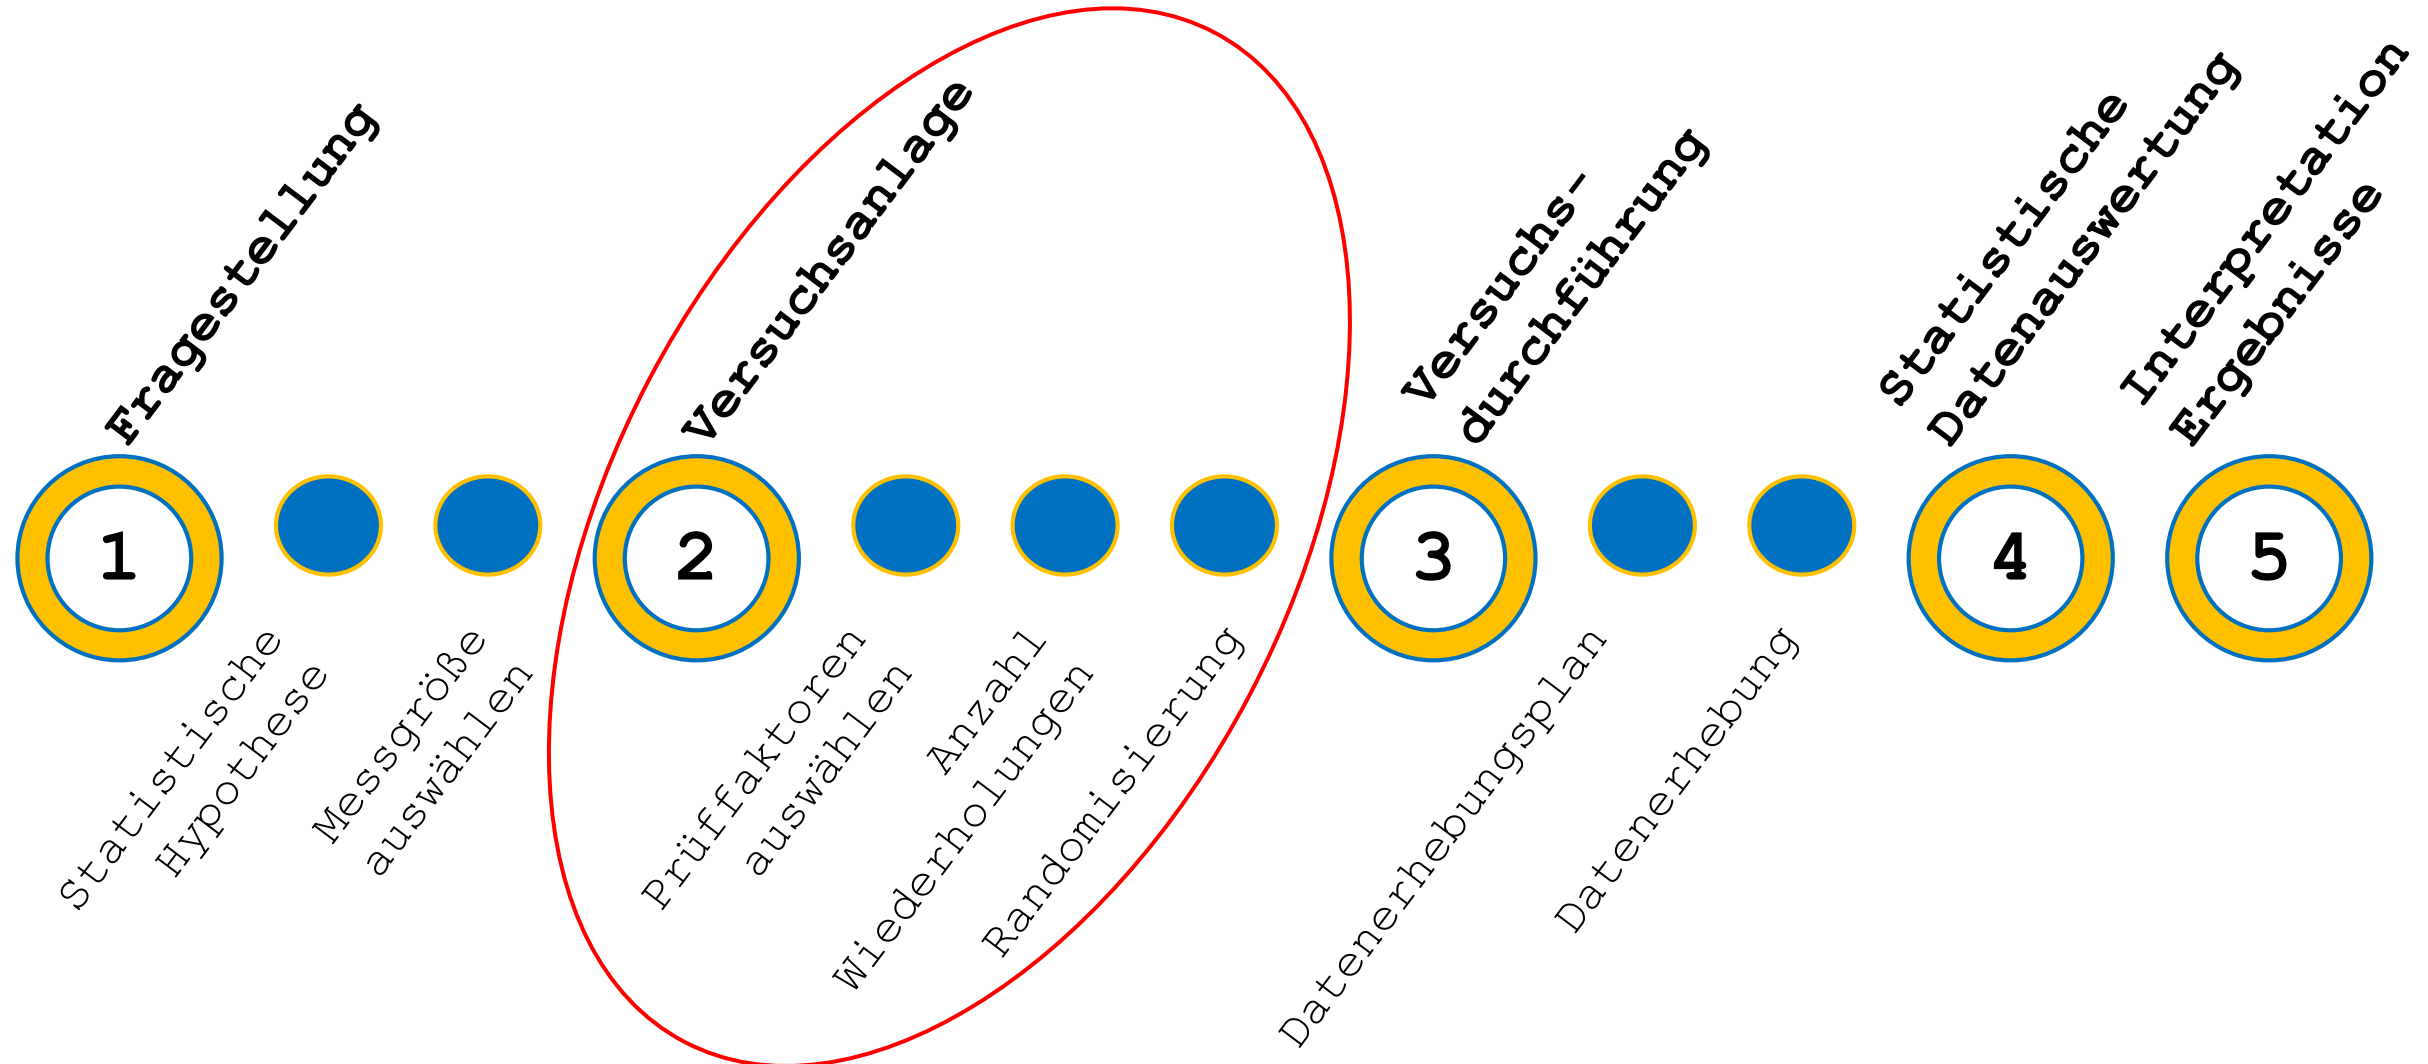 Fragestellung
Versuchsanlage
Versuchs-
durchführung
Statistische
Datenauswertung
Interpretation
Ergebnisse
1
2
3
4
5
Statistische
Hypothese
Messgröße
auswählen
Prüffaktoren
auswählen
Anzahl
Wiederholungen
Randomisierung
Datenerhebungsplan
Datenerhebung